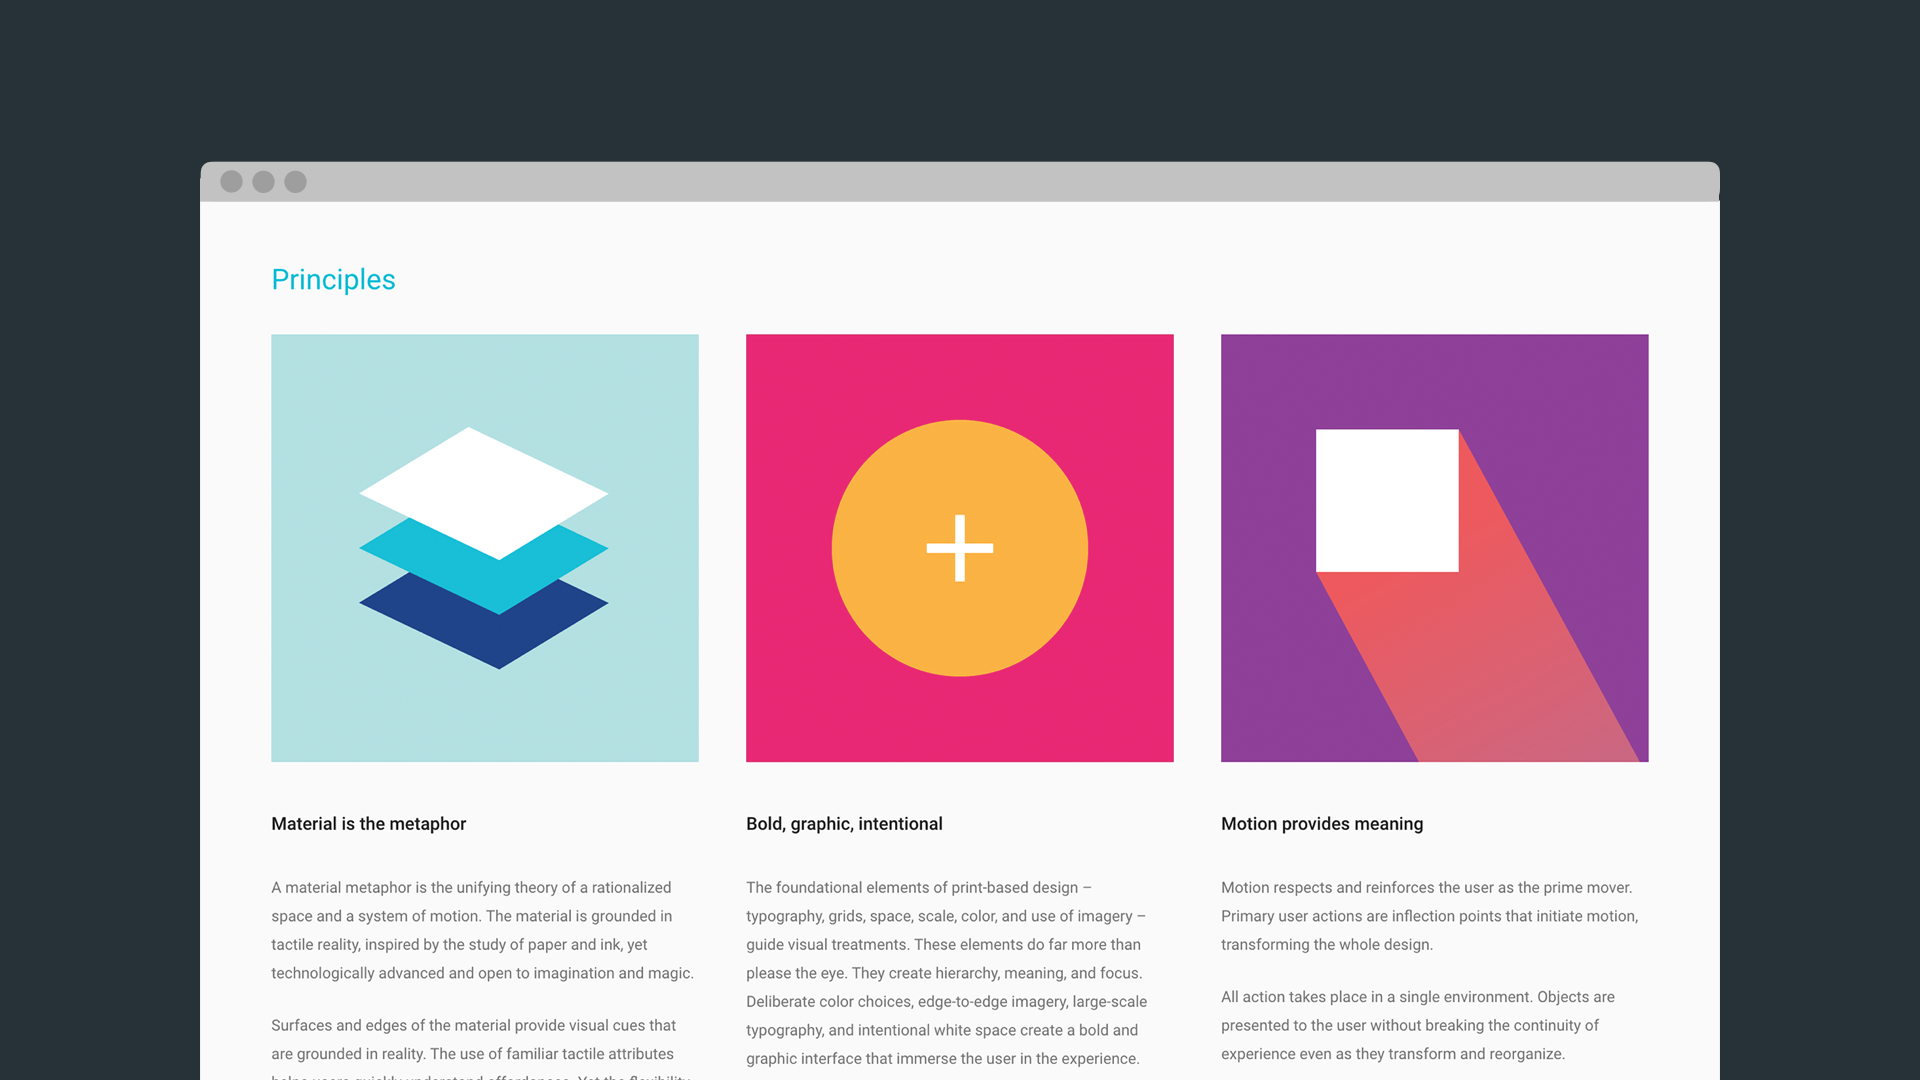 Principles
Material is the metaphor
A material metaphor is the unifying theory of a rationalized
space and a system of motion. The material is grounded in
tactile reality, inspired by the study of paper and ink, yet
technologically advanced and open to imagination and magic.
Surfaces and edges of the material provide visual cues that
are grounded in reality. The use of familiar tactile attributes
Bold, graphic, intentional
The foundational elements of print-based design –
typography, grids, space, scale, color, and use of imagery –
guide visual treatments. These elements do far more than
please the eye. They create hierarchy, meaning, and focus.
Deliberate color choices, edge-to-edge imagery, large-scale
typography, and intentional white space create a bold and
graphic interface that immerse the user in the experience.
Motion provides meaning
Motion respects and reinforces the user as the prime mover.
Primary user actions are inflection points that initiate motion,
transforming the whole design.
All action takes place in a single environment. Objects are
presented to the user without breaking the continuity of
experience even as they transform and reorganize.